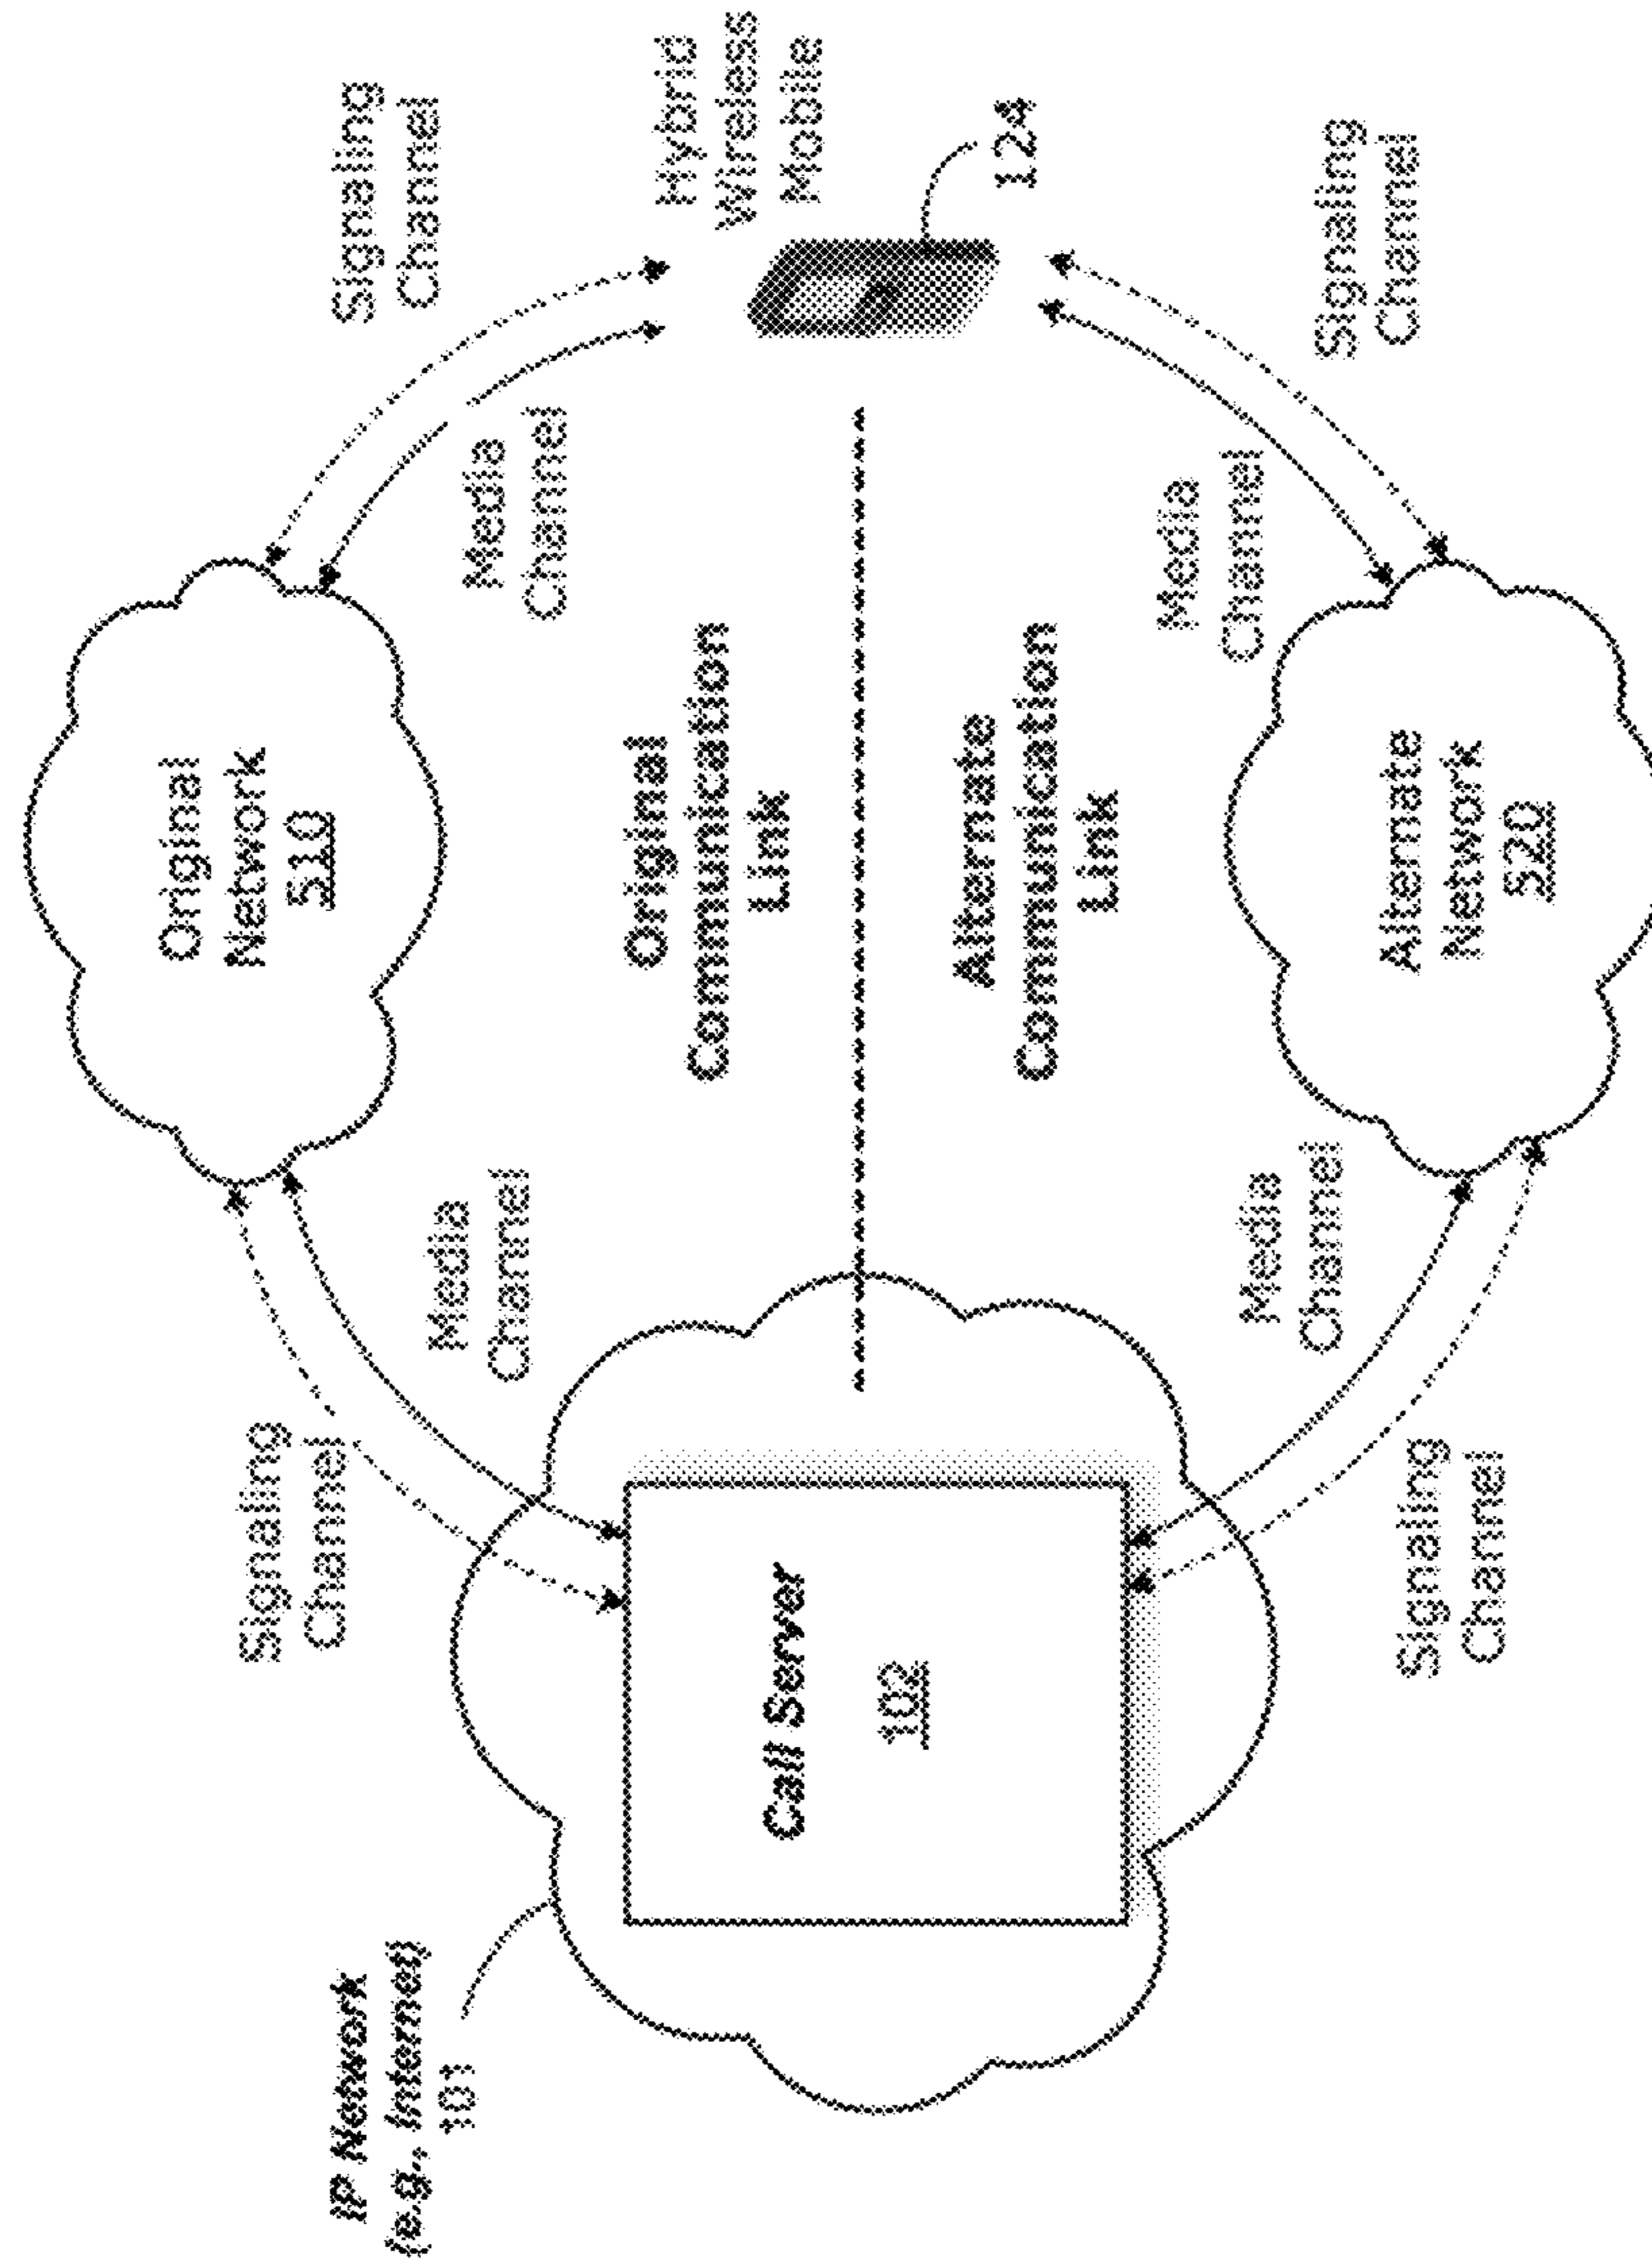 IP Network
(e.g., Internet)
101
Call Server
102
Signaling
Channel
Media
Channel
Original
Network
510
Media
Channel
Signaling
Channel
Original
Communication
Link
Alternate
Communication
Link
Hybrid
Wireless
Mobile
124
Signaling
Channel
Media
Channel
Alternate
Network
520
Media
Channel
Signaling
Channel